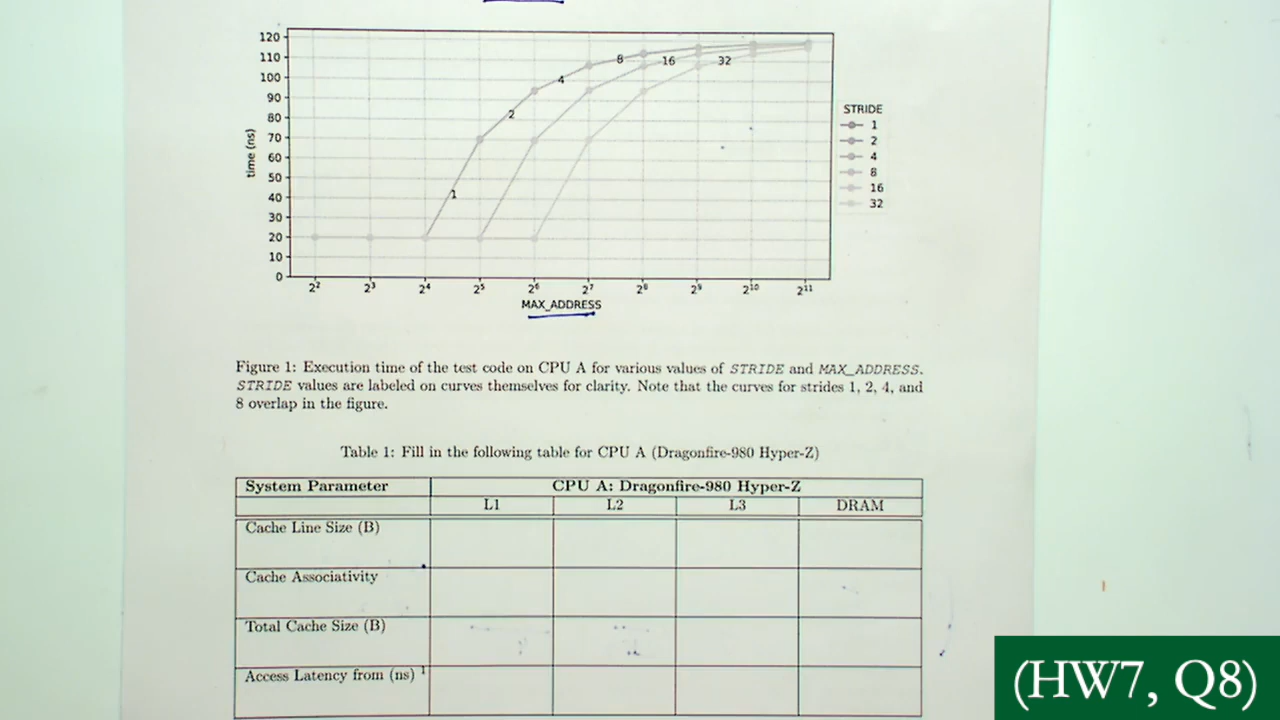 120
110
100
90
80
70
60
50
40
30
20
10
0
time (ns)
1
2
4
8
16
32
2² 2³ 2⁴ 2⁵ 2⁶ 2⁷ 2⁸ 2⁹ 2¹⁰ 2¹¹
MAX_ADDRESS
STRIDE
1
2
4
8
16
32
Figure 1: Execution time of the test code on CPU A for various values of STRIDE and MAX_ADDRESS.
STRIDE values are labeled on curves themselves for clarity. Note that the curves for strides 1, 2, 4, and
8 overlap in the figure.
Table 1: Fill in the following table for CPU A (Dragonfire-980 Hyper-Z)
System Parameter CPU A: Dragonfire-980 Hyper-Z
L1 L2 L3 DRAM
Cache Line Size (B)
Cache Associativity
Total Cache Size (B)
Access Latency from (ns) ¹
(HW7, Q8)